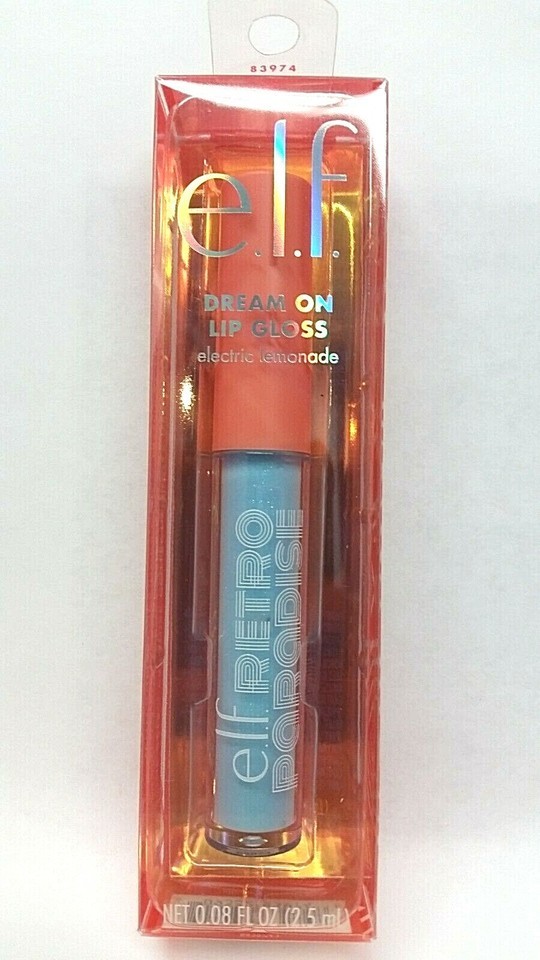 83974
e.l.f.
DREAM ON
LIP GLOSS
electric lemonade
e.l.f. RETRO
PARADISE
NET 0.08 FL OZ (2.5 mL)